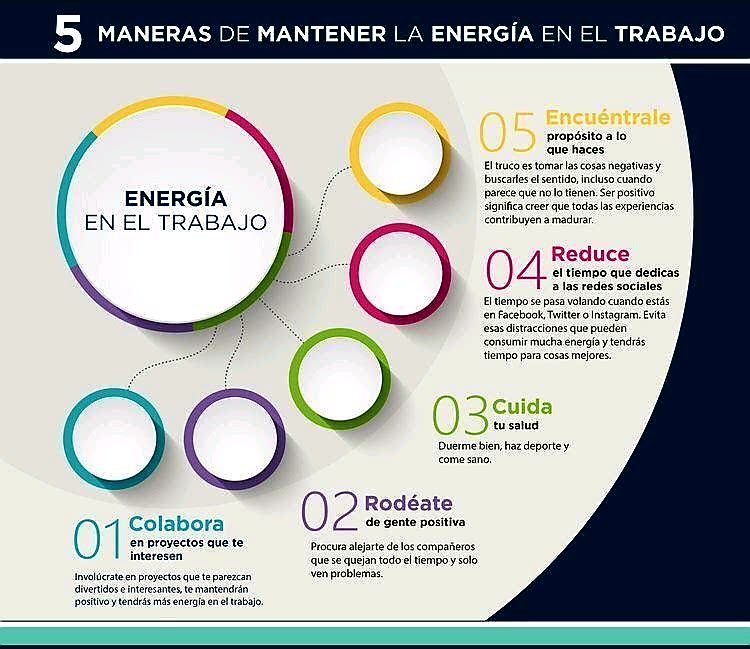 5 MANERAS DE MANTENER LA ENERGÍA EN EL TRABAJO
ENERGÍA
EN EL TRABAJO
01 Colabora
en proyectos que te
interesen
Involúcrate en proyectos que te parezcan
divertidos e interesantes, te mantendrán
positivo y tendrás más energía en el trabajo.
02 Rodéate
de gente positiva
Procura alejarte de los compañeros
que se quejan todo el tiempo y solo
ven problemas.
03 Cuida
tu salud
Duerme bien, haz deporte y
come sano.
04 Reduce
el tiempo que dedicas
a las redes sociales
El tiempo se pasa volando cuando estás
en Facebook, Twitter o Instagram. Evita
esas distracciones que pueden
consumir mucha energía y tendrás
tiempo para cosas mejores.
05 Encuéntrale
propósito a lo
que haces
El truco es tomar las cosas negativas y
buscarles el sentido, incluso cuando
parece que no lo tienen. Ser positivo
significa creer que todas las experiencias
contribuyen a madurar.